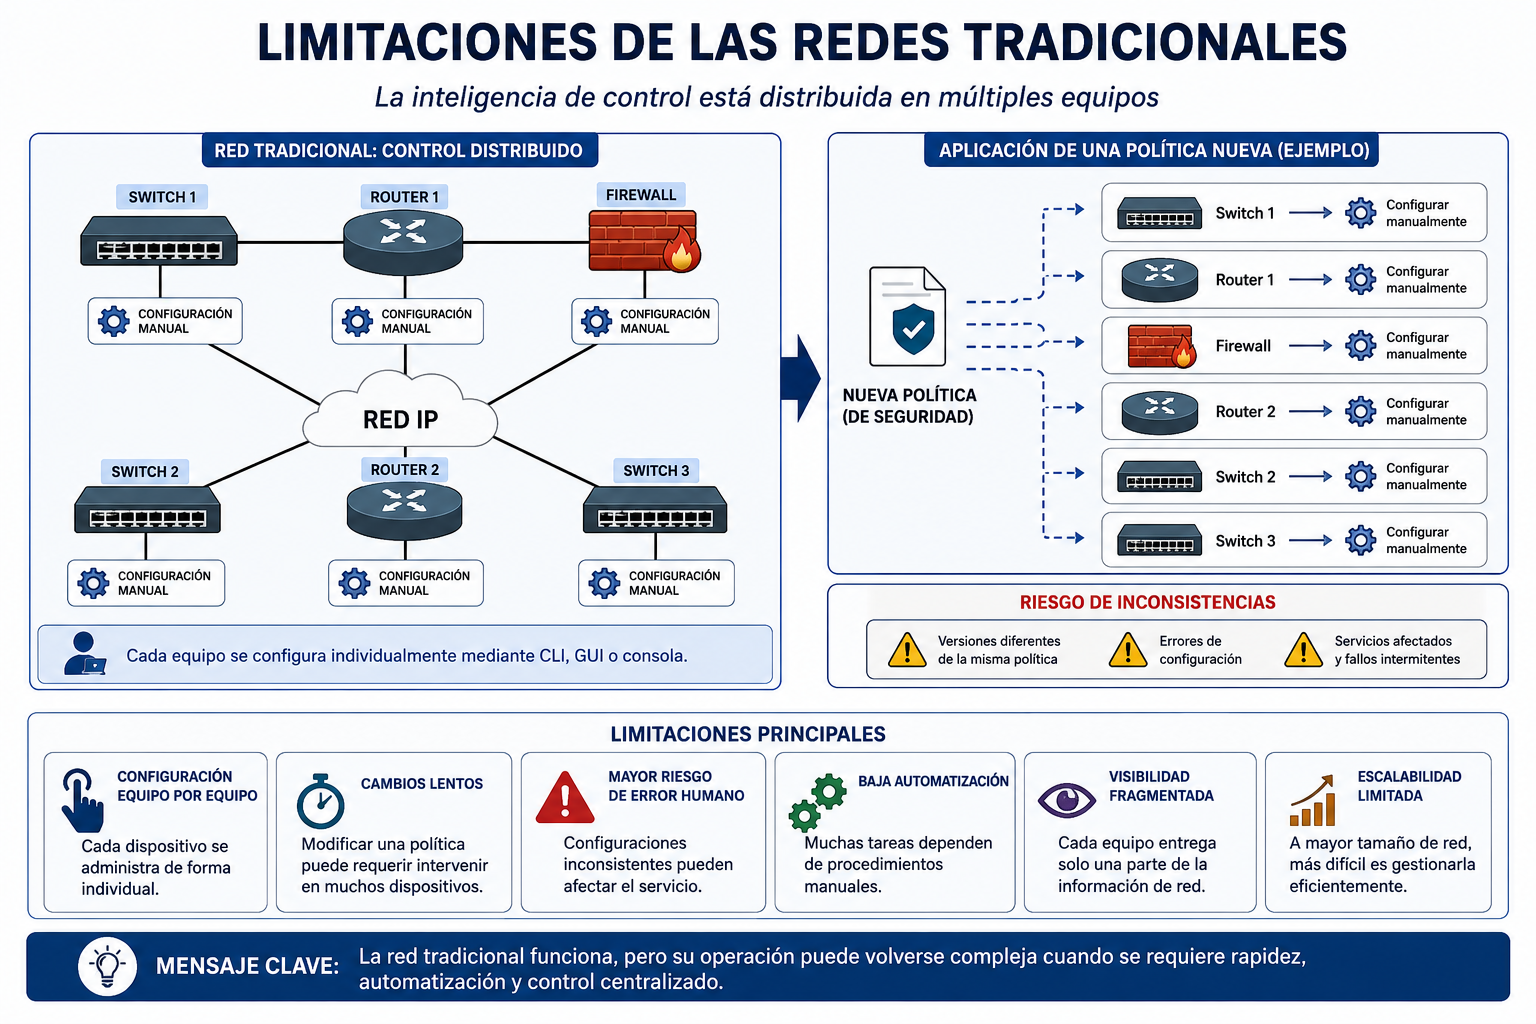 LIMITACIONES DE LAS REDES TRADICIONALES
La inteligencia de control está distribuida en múltiples equipos
RED TRADICIONAL: CONTROL DISTRIBUIDO
SWITCH 1
ROUTER 1
FIREWALL
CONFIGURACIÓN
MANUAL
CONFIGURACIÓN
MANUAL
CONFIGURACIÓN
MANUAL
RED IP
SWITCH 2
ROUTER 2
SWITCH 3
CONFIGURACIÓN
MANUAL
CONFIGURACIÓN
MANUAL
CONFIGURACIÓN
MANUAL
Cada equipo se configura individualmente mediante CLI, GUI o consola.
APLICACIÓN DE UNA POLÍTICA NUEVA (EJEMPLO)
NUEVA POLÍTICA
(DE SEGURIDAD)
Switch 1
Configurar
manualmente
Router 1
Configurar
manualmente
Firewall
Configurar
manualmente
Router 2
Configurar
manualmente
Switch 2
Configurar
manualmente
Switch 3
Configurar
manualmente
RIESGO DE INCONSISTENCIAS
Versiones diferentes
de la misma política
Errores de
configuración
Servicios afectados
y fallos intermitentes
LIMITACIONES PRINCIPALES
CONFIGURACIÓN
EQUIPO POR EQUIPO
Cada dispositivo se
administra de forma
individual.
CAMBIOS LENTOS
Modificar una política
puede requerir intervenir
en muchos dispositivos.
MAYOR RIESGO
DE ERROR HUMANO
Configuraciones
inconsistentes pueden
afectar el servicio.
BAJA AUTOMATIZACIÓN
Muchas tareas dependen
de procedimientos
manuales.
VISIBILIDAD
FRAGMENTADA
Cada equipo entrega
solo una parte de la
información de red.
ESCALABILIDAD
LIMITADA
A mayor tamaño de red,
más difícil es gestionarla
eficientemente.
MENSAJE CLAVE:
La red tradicional funciona, pero su operación puede volverse compleja cuando se requiere rapidez,
automatización y control centralizado.